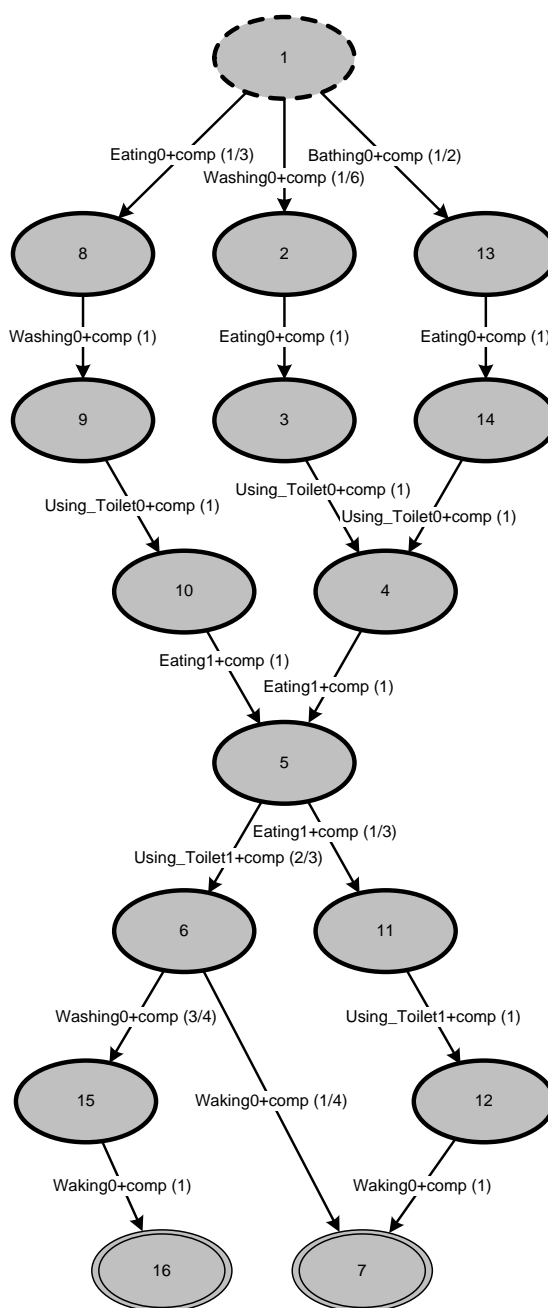 1
Eating0+comp (1/3)
Bathing0+comp (1/2)
Washing0+comp (1/6)
8
2
13
Washing0+comp (1)
Eating0+comp (1)
Eating0+comp (1)
9
3
14
Using_Toilet0+comp (1)
Using_Toilet0+comp (1)
Using_Toilet0+comp (1)
10
4
Eating1+comp (1)
Eating1+comp (1)
5
Eating1+comp (1/3)
Using_Toilet1+comp (2/3)
6
11
Washing0+comp (3/4)
Using_Toilet1+comp (1)
Waking0+comp (1/4)
15
12
Waking0+comp (1)
Waking0+comp (1)
16
7